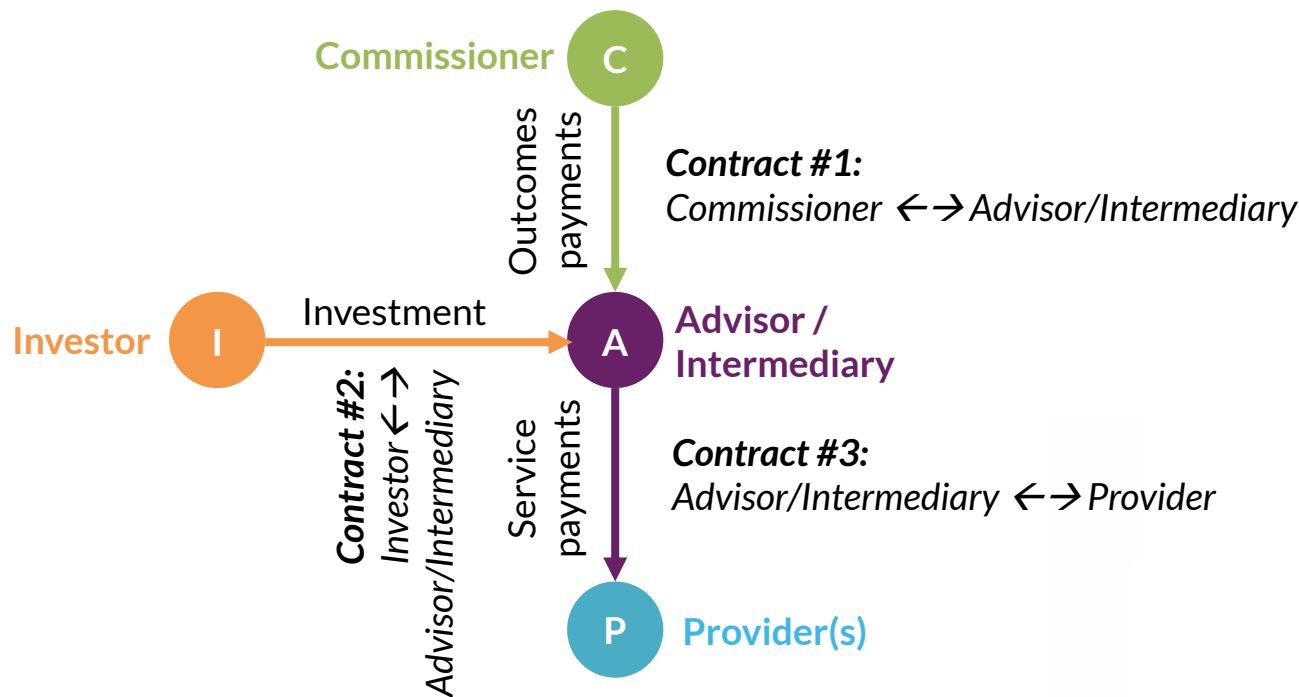 Commissioner
C
Outcomes
payments
Contract #1:
Commissioner ←→ Advisor/Intermediary
Investor
I
Investment
A
Advisor /
Intermediary
Contract #2:
Investor←→
Advisor/Intermediary
Service
payments
Contract #3:
Advisor/Intermediary ←→ Provider
P
Provider(s)